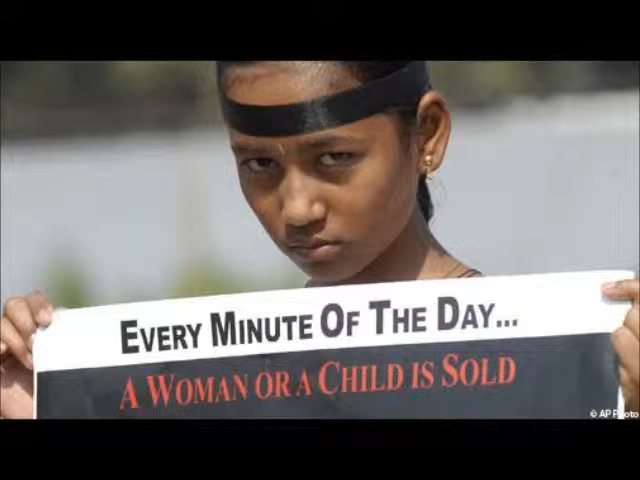 EVERY MINUTE OF THE DAY...
A WOMAN OR A CHILD IS SOLD
© AP Photo